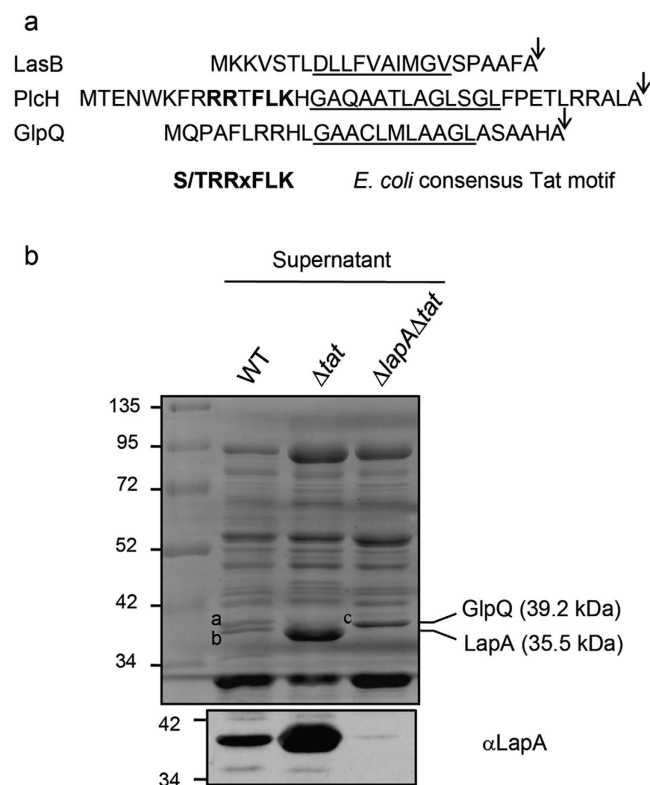 a
LasB MKKVSTLDLLFVAIMGVSPAAFA
PlcH MTENWKFRRRRTFLKHGAQAATLAGLSGLFPETLRRALA
GlpQ MQPAFLRRHLGAACLMLAAGLASAAHA
S/TRRxFLK E. coli consensus Tat motif
b
Supernatant
WT Δtat ΔlapAΔtat
135
95
72
52
42
a c GlpQ (39.2 kDa)
b LapA (35.5 kDa)
34
42
αLapA
34